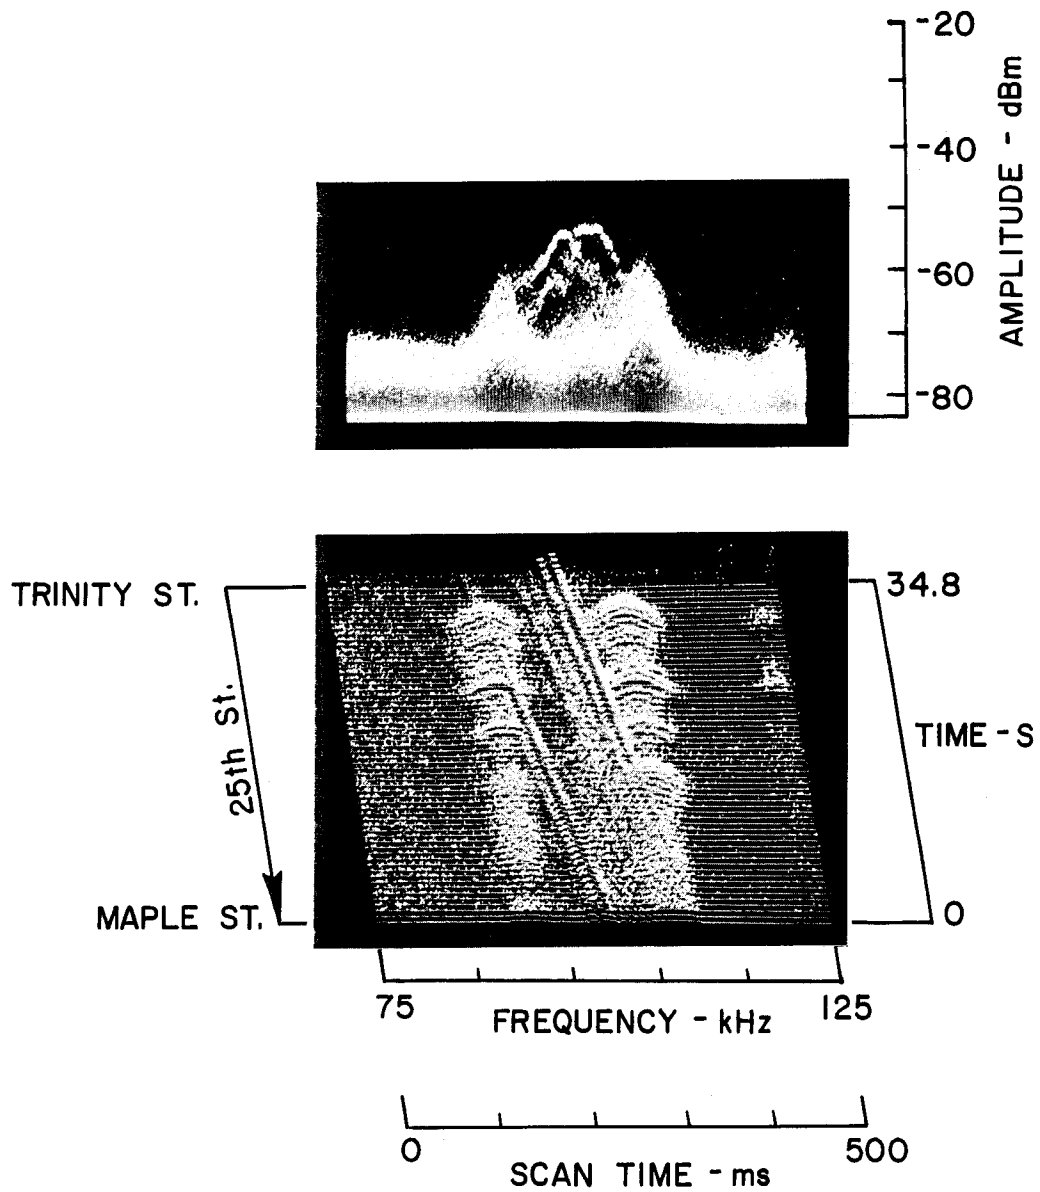 -20
-40
-60
-80
AMPLITUDE - dBm
TRINITY ST.
25th St.
MAPLE ST.
34.8
TIME - S
0
75
125
FREQUENCY - kHz
0
500
SCAN TIME - ms